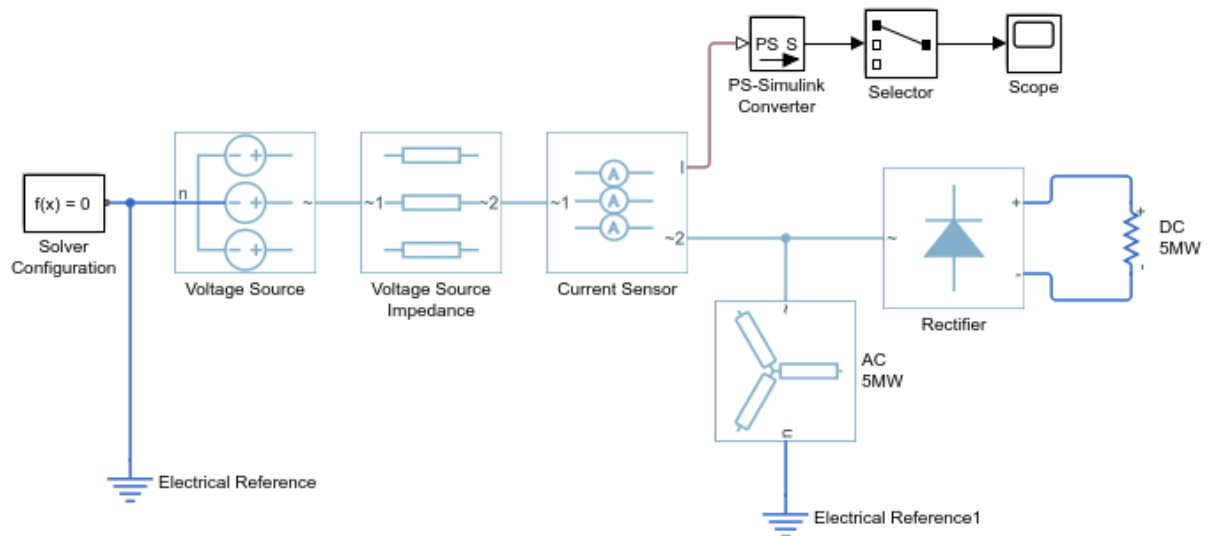 PS S
PS-Simulink
Converter
Selector
Scope
f(x) = 0
Solver
Configuration
n
~
Voltage Source
~1
~2
Voltage Source
Impedance
A
A
A
~1
I
~2
Current Sensor
~
+
-
Rectifier
+
-
DC
5MW
~
n
AC
5MW
Electrical Reference
Electrical Reference1